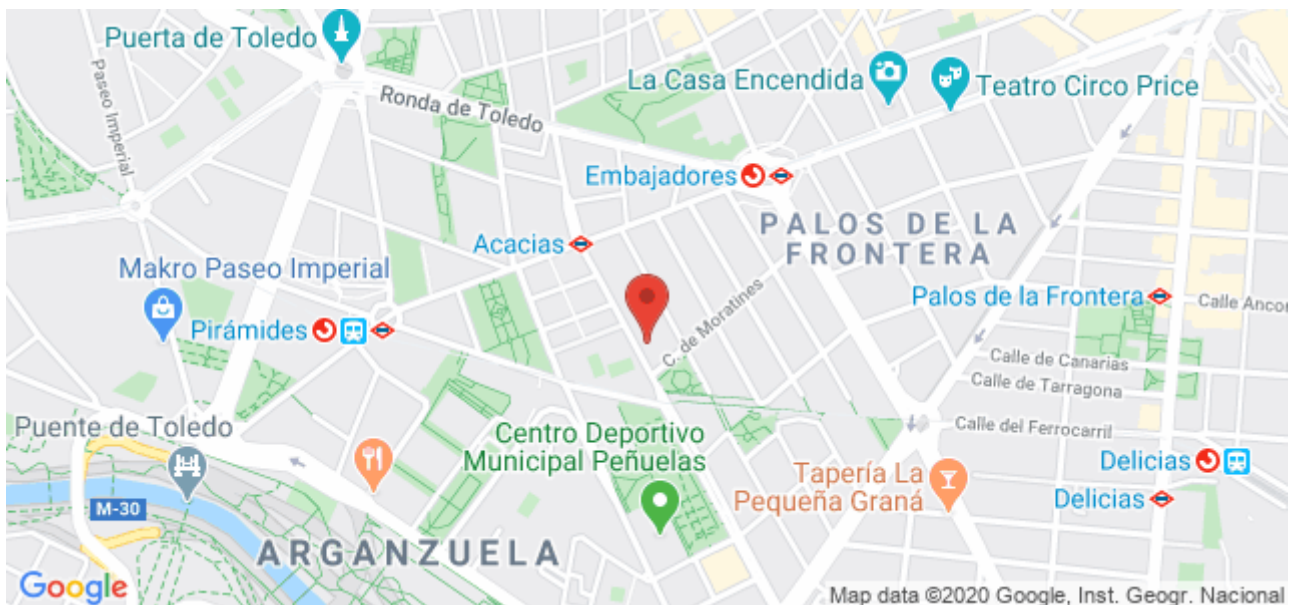 Puerta de Toledo
Paseo Imperial
Ronda de Toledo
La Casa Encendida
Teatro Circo Price
Embajadores
PALOS DE LA
FRONTERA
Acacias
Makro Paseo Imperial
Pirámides
C. de Moratines
Palos de la Frontera
Calle Ancor
Calle de Canarias
Calle de Tarragona
Calle del Ferrocarril
Puente de Toledo
Centro Deportivo
Municipal Peñuelas
Tapería La
Pequeña Graná
Delicias
Delicias
M-30
ARGANZUELA
Google
Map data ©2020 Google, Inst. Geogr. Nacional